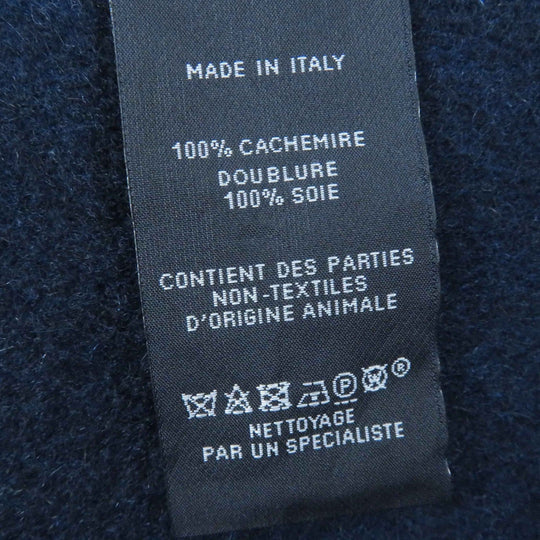 MADE IN ITALY
100% CACHEMIRE
DOUBLURE
100% SOIE
CONTIENT DES PARTIES
NON-TEXTILES
D'ORIGINE ANIMALE
P W ®
NETTOYAGE
PAR UN SPECIALISTE